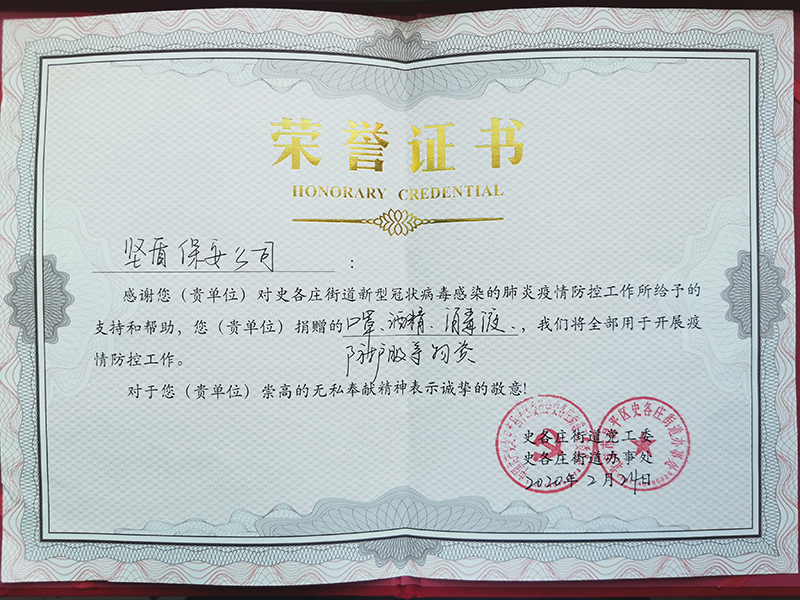 荣誉证书
HONORARY CREDENTIAL
坚盾保安公司：
感谢您（贵单位）对史各庄街道新型冠状病毒感染的肺炎疫情防控工作所给予的
支持和帮助，您（贵单位）捐赠的口罩、酒精、消毒液、，我们将全部用于开展疫
防护服等物资
情防控工作。
对于您（贵单位）崇高的无私奉献精神表示诚挚的敬意!
史各庄街道党工委
史各庄街道办事处
2020年2月24日